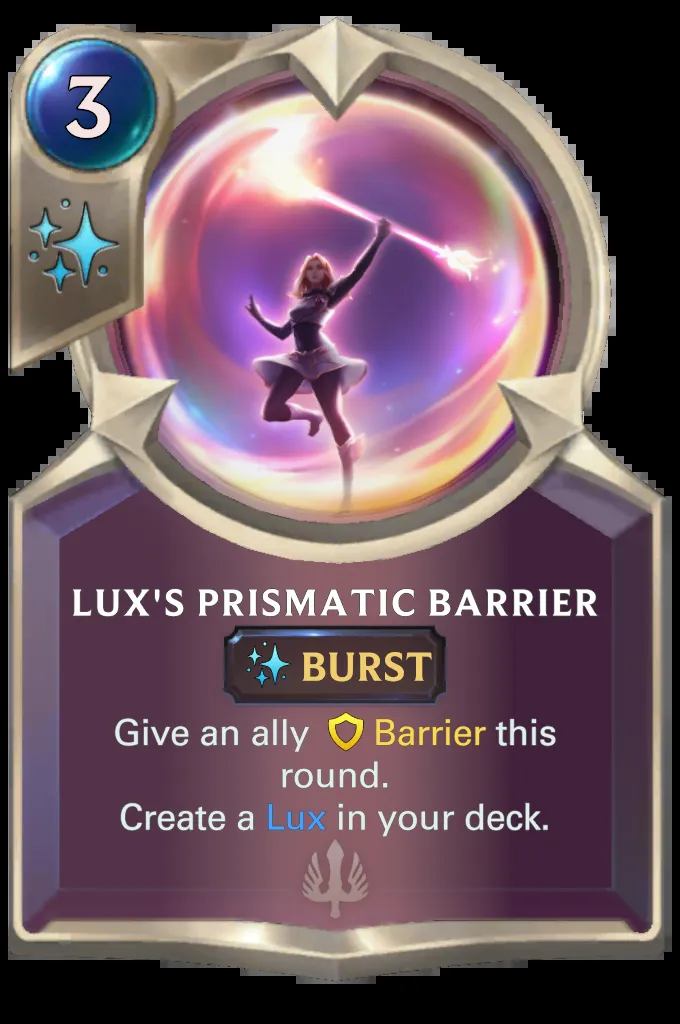 3
LUX'S PRISMATIC BARRIER
BURST
Give an ally Barrier this
round.
Create a Lux in your deck.